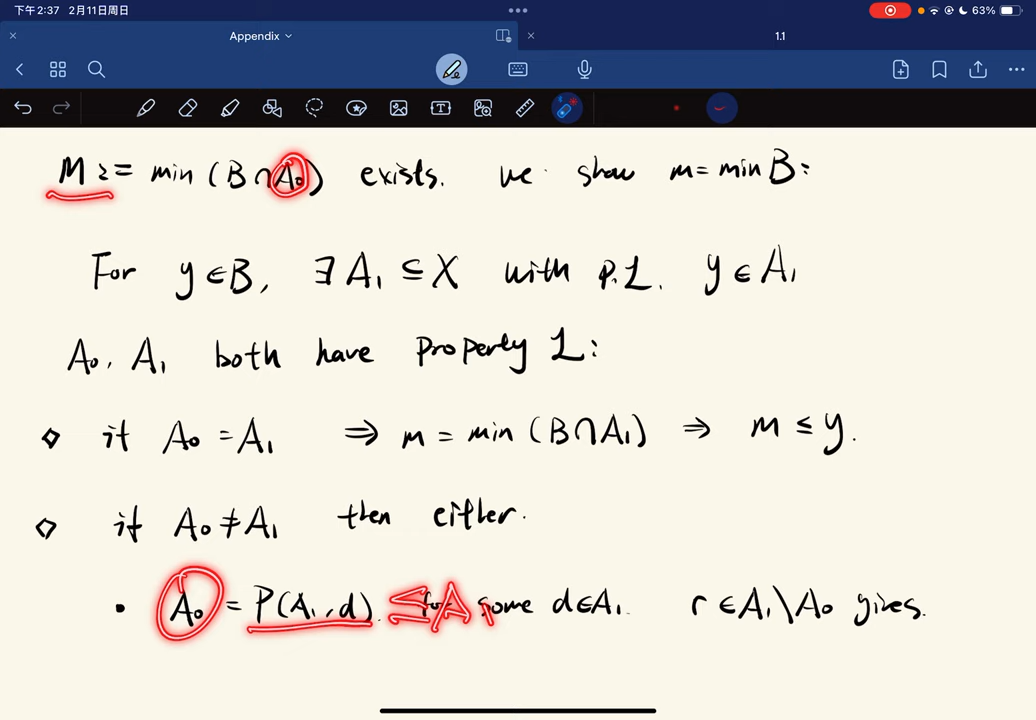 下午2:37 2月11日周日
63%
Appendix
1.1
M := min (B∩A₀) exists. we show m = min B:
For y∈B, ∃ A₁ ⊆ X with P.L. y∈A₁
A₀, A₁ both have property L:
◇ if A₀ = A₁ ⇒ m = min (B∩A₁) ⇒ m ≤ y.
◇ if A₀ ≠ A₁ then either.
• A₀ = P(A₁, d). for some d∈A₁. r∈A₁\A₀ gives.
≤ A